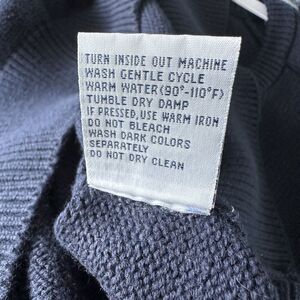 TURN INSIDE OUT MACHINE
WASH GENTLE CYCLE
WARM WATER(90°-110°F)
TUMBLE DRY DAMP
IF PRESSED, USE WARM IRON
DO NOT BLEACH
WASH DARK COLORS
SEPARATELY
DO NOT DRY CLEAN